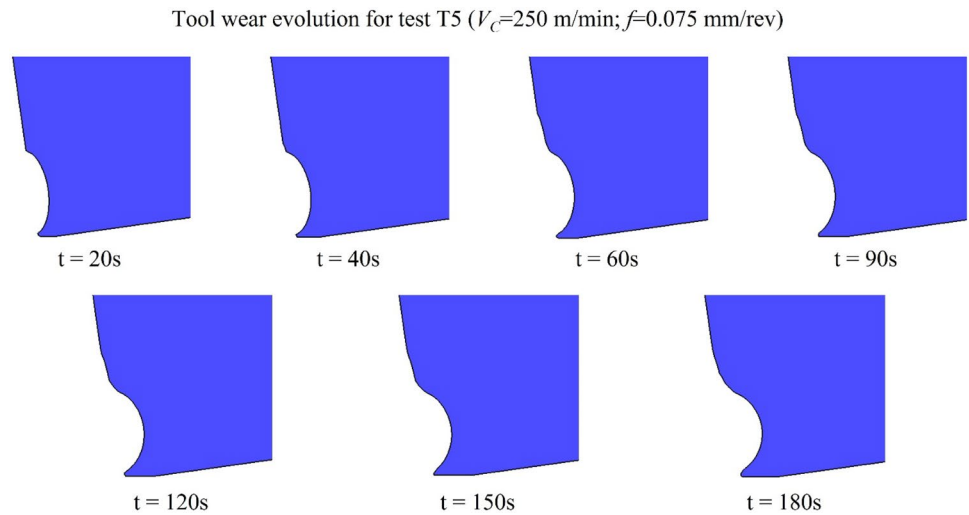 Tool wear evolution for test T5 (V_C=250 m/min; f=0.075 mm/rev)
t = 20s
t = 40s
t = 60s
t = 90s
t = 120s
t = 150s
t = 180s